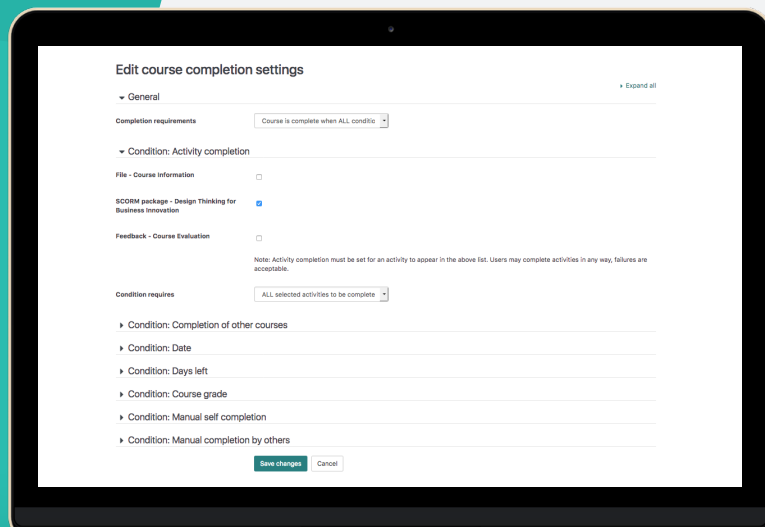 Edit course completion settings
Expand all
General
Completion requirements
Course is complete when ALL conditic
Condition: Activity completion
File - Course Information
SCORM package - Design Thinking for
Business Innovation
Feedback - Course Evaluation
Note: Activity completion must be set for an activity to appear in the above list. Users may complete activities in any way, failures are
acceptable.
Condition requires
ALL selected activities to be complete
Condition: Completion of other courses
Condition: Date
Condition: Days left
Condition: Course grade
Condition: Manual self completion
Condition: Manual completion by others
Save changes
Cancel